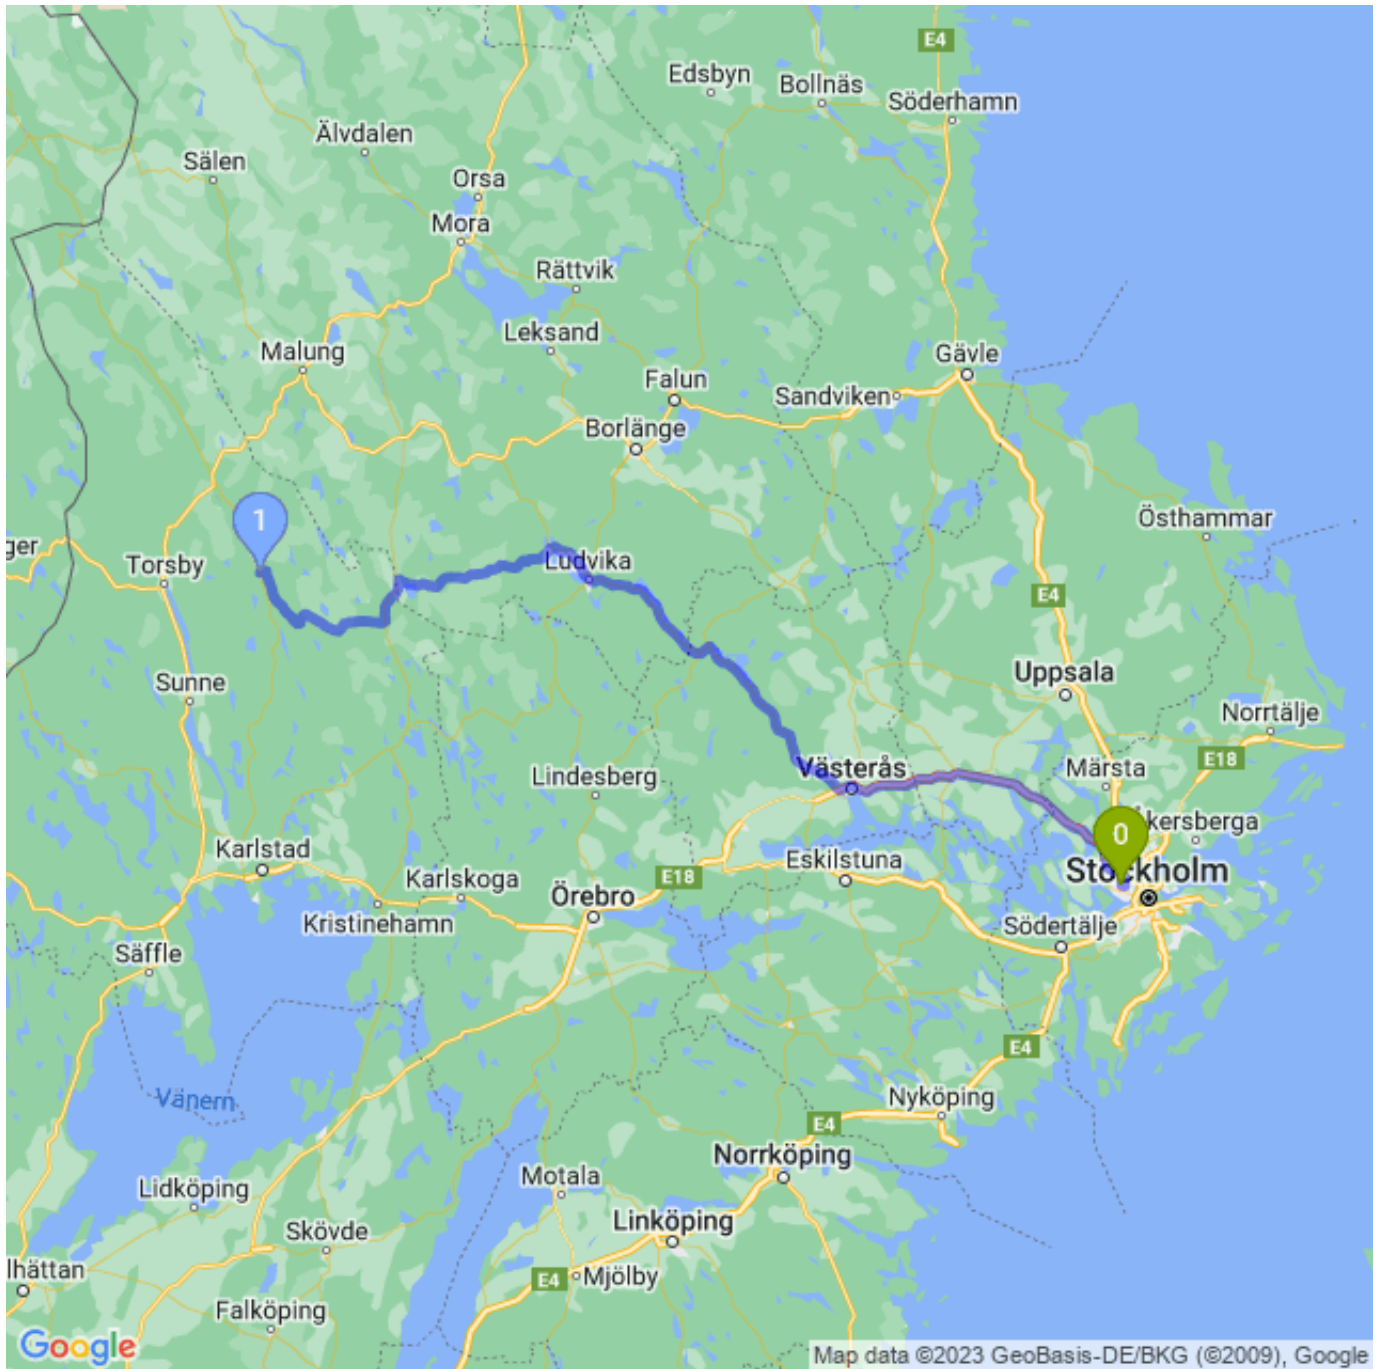 E4
Edsbyn
Bollnäs
Söderhamn
Älvdalen
Sälen
Orsa
Mora
Rättvik
Leksand
Malung
Gävle
Falun
Sandviken
Borlänge
1
Östhammar
ger
Torsby
Ludvika
E4
Uppsala
Sunne
Norrtälje
E18
Västerås
Märsta
Lindesberg
0
kersberga
Karlstad
Eskilstuna
Stockholm
Karlskoga
E18
Örebro
Kristinehamn
Södertälje
Säffle
E4
Vänern
Nyköping
E4
Norrköping
Motala
Lidköping
Linköping
Skövde
lhättan
E4
Mjölby
Falköping
Google
Map data ©2023 GeoBasis-DE/BKG (©2009), Google